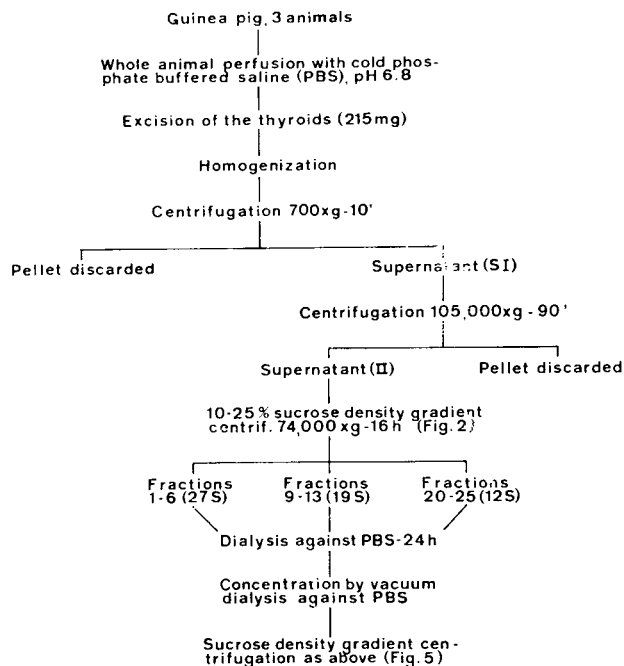 Guinea pig, 3 animals
Whole animal perfusion with cold phos-
phate buffered saline (PBS), pH 6.8
Excision of the thyroids (215mg)
Homogenization
Centrifugation 700xg-10'
Pellet discarded
Supernatant (SI)
Centrifugation 105,000xg-90'
Supernatant (II)
Pellet discarded
10-25% sucrose density gradient
centrif. 74,000xg-16h (Fig. 2)
Fractions
1-6 (27S)
Fractions
9-13 (19S)
Fractions
20-25 (12S)
Dialysis against PBS-24h
Concentration by vacuum
dialysis against PBS
Sucrose density gradient cen-
trifugation as above (Fig. 5)